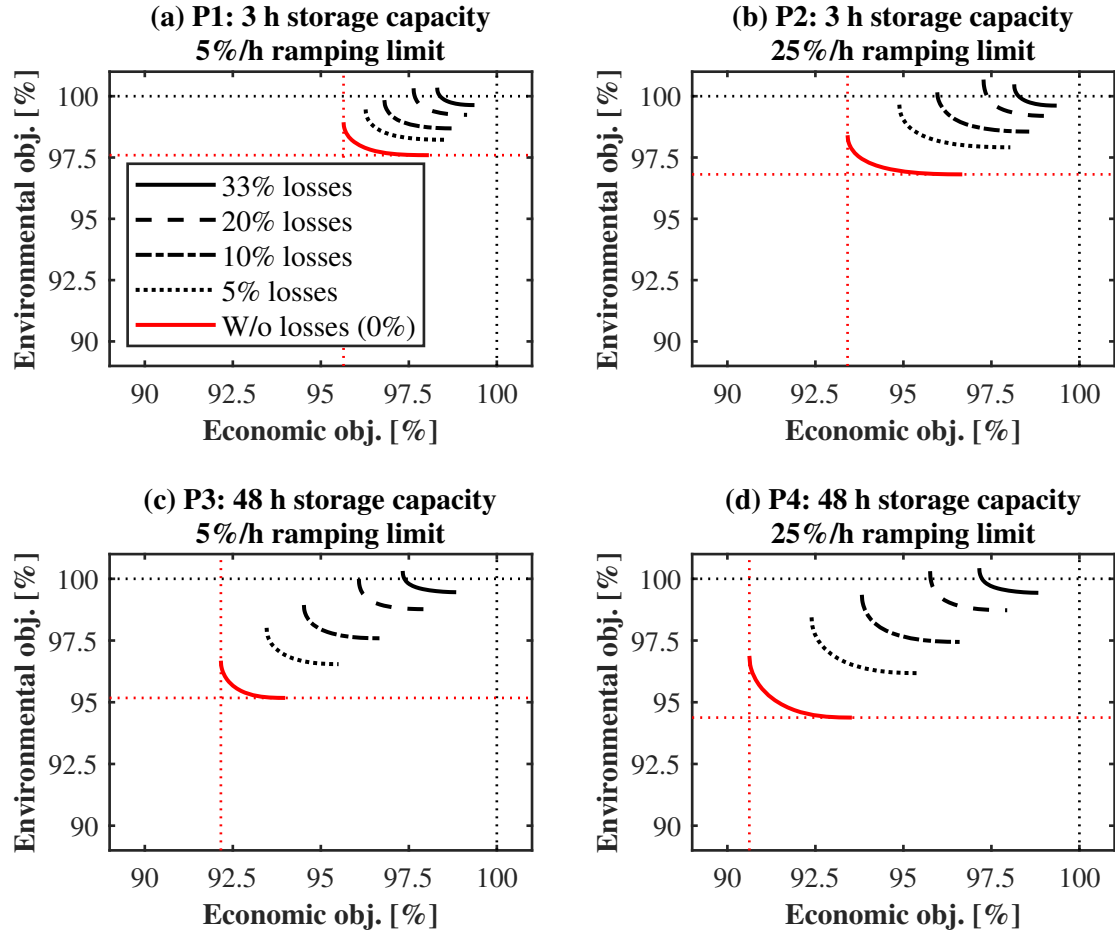 (a) P1: 3 h storage capacity
5%/h ramping limit
Environmental obj. [%]
100
97.5
95
92.5
90
33% losses
20% losses
10% losses
5% losses
W/o losses (0%)
90 92.5 95 97.5 100
Economic obj. [%]
(b) P2: 3 h storage capacity
25%/h ramping limit
Environmental obj. [%]
100
97.5
95
92.5
90
90 92.5 95 97.5 100
Economic obj. [%]
(c) P3: 48 h storage capacity
5%/h ramping limit
Environmental obj. [%]
100
97.5
95
92.5
90
90 92.5 95 97.5 100
Economic obj. [%]
(d) P4: 48 h storage capacity
25%/h ramping limit
Environmental obj. [%]
100
97.5
95
92.5
90
90 92.5 95 97.5 100
Economic obj. [%]